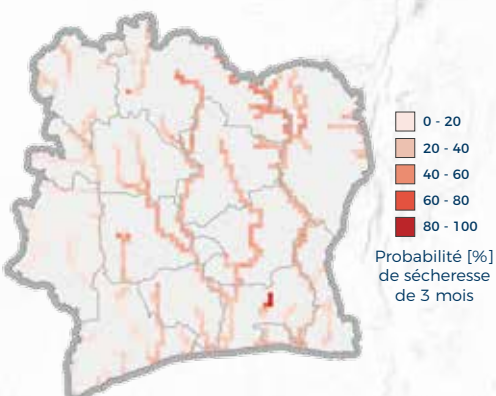 0 - 20
20 - 40
40 - 60
60 - 80
80 - 100
Probabilité [%]
de sécheresse
de 3 mois